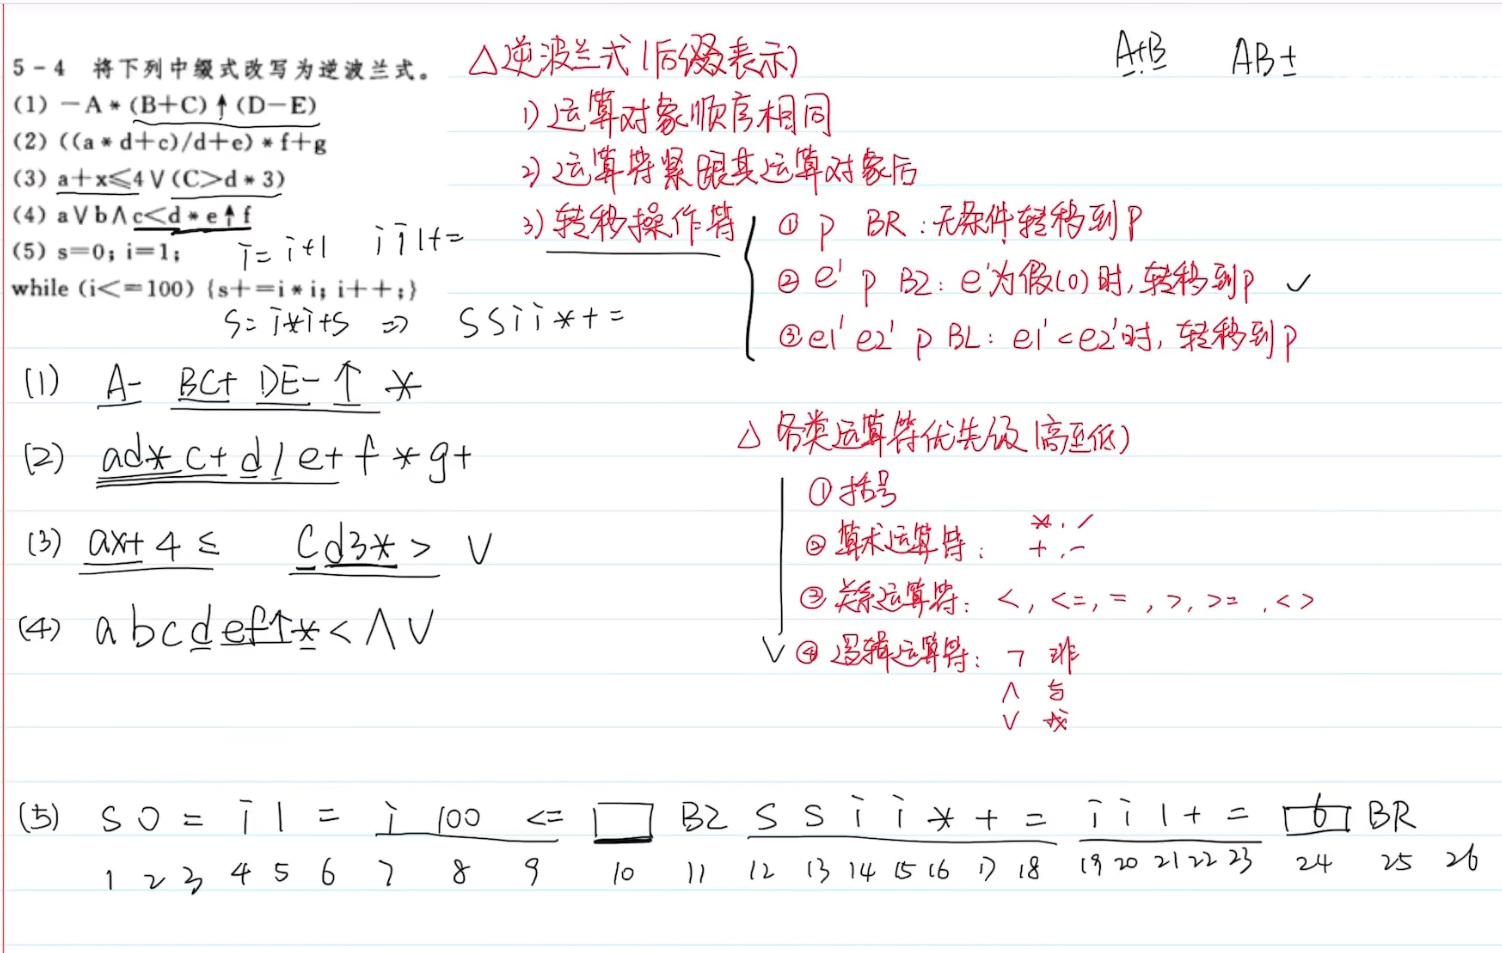 5－4 将下列中缀式改写为逆波兰式。
(1) －A＊(B＋C)↑(D－E)
(2) ((a＊d＋c)/d＋e)＊f＋g
(3) a＋x≤4∨(C>d＊3)
(4) a∨b∧c<d＊e↑f
(5) s=0; i=1;
while (i<=100) {s+=i＊i; i++;}
i = i+1 i i 1 + =
S = i*i+S ⇒ S S i i * + =
△ 逆波兰式 (后缀表示)
A+B AB+
1) 运算对象顺序相同
2) 运算符紧跟其运算对象后
3) 转移操作符
① P BR：无条件转移到P
② e' P BZ：e'为假(0)时，转移到P ✓
③ e1' e2' P BL：e1'<e2'时，转移到P
(1) A- BC+ DE- ↑ *
(2) ad* c+ d / e+ f * g+
(3) ax+ 4 ≤ C d3* > ∨
(4) a b c d ef↑ * < ∧ ∨
△ 各类运算符优先级 (高至低)
① 括号
② 算术运算符： *, /
+, -
③ 关系运算符： <, <=, =, >, >=, <>
④ 逻辑运算符： ¬ 非
∧ 与
∨ 或
(5) S 0 = i 1 = i 100 <= BZ S S i i * + = i i 1 + = 6 BR
1 2 3 4 5 6 7 8 9 10 11 12 13 14 15 16 17 18 19 20 21 22 23 24 25 26